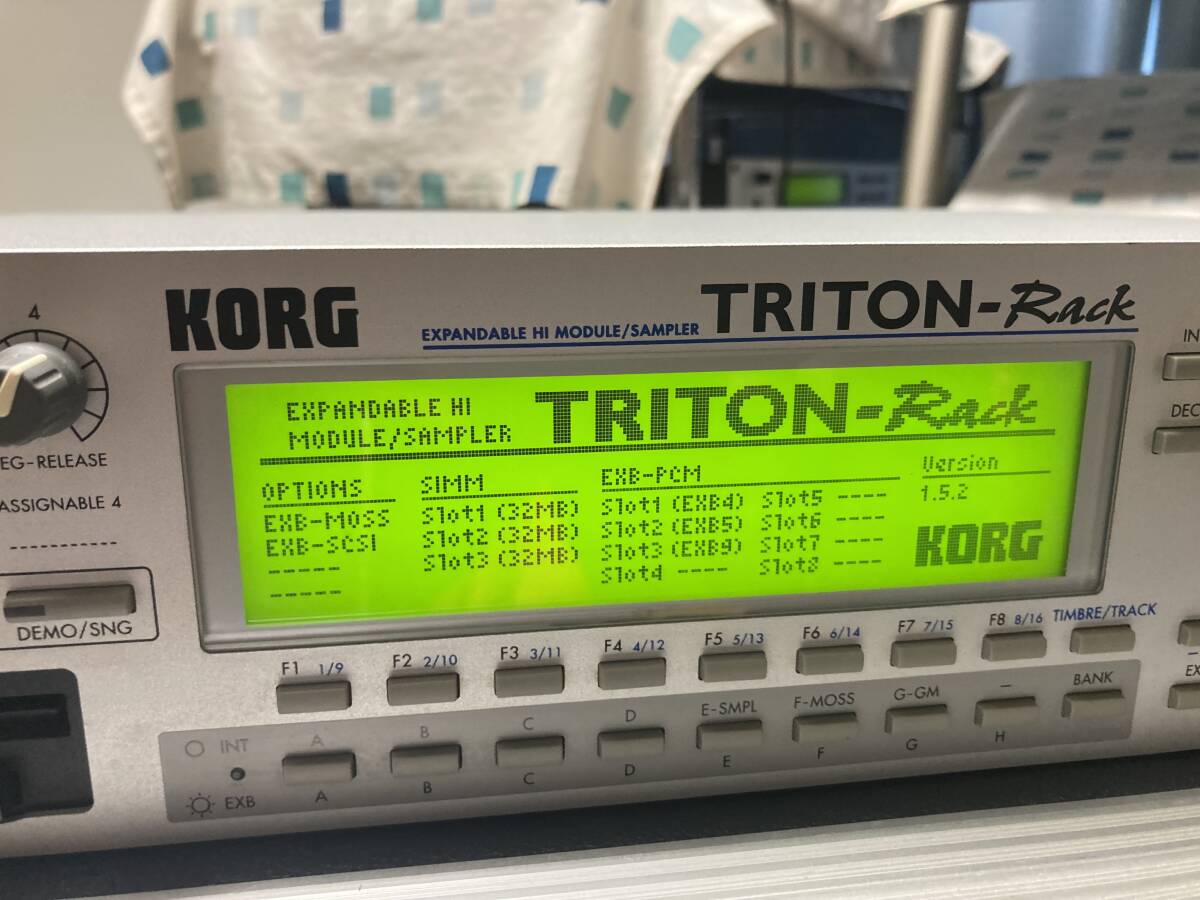 4
KORG
EXPANDABLE HI MODULE/SAMPLER TRITON-Rack
EG-RELEASE
ASSIGNABLE 4
DEMO/SNG
EXPANDABLE HI
MODULE/SAMPLER
TRITON-Rack
OPTIONS
EXB-MOSS
EXB-SCSI
-----
-----
SIMM
Slot1 (32MB)
Slot2 (32MB)
Slot3 (32MB)
EXB-PCM
Slot1 (EXB4) Slot5 ----
Slot2 (EXB5) Slot6 ----
Slot3 (EXB9) Slot7 ----
Slot4 ---- Slot8 ----
Version
1.5.2
KORG
F1 1/9 F2 2/10 F3 3/11 F4 4/12 F5 5/13 F6 6/14 F7 7/15 F8 8/16 TIMBRE/TRACK
INT A B C D E-SMPL F-MOSS G-GM — BANK
EXB A B C D E F G H
IN
DEC
EX